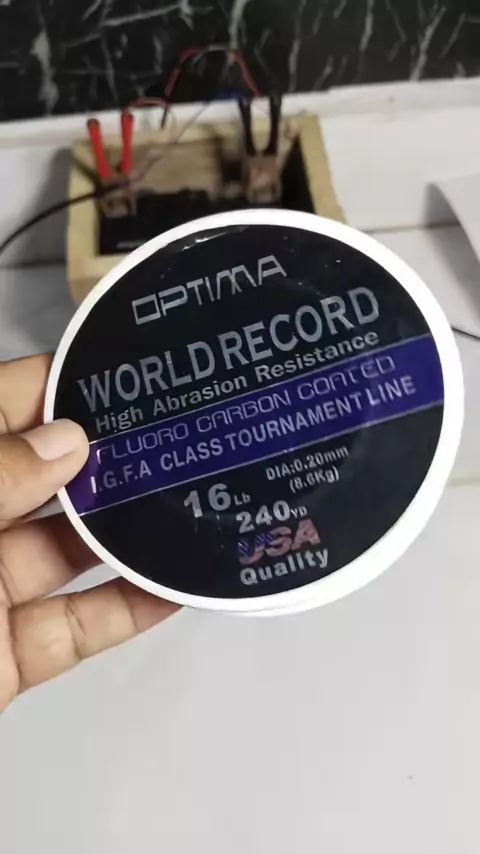 OPTIMA
WORLD RECORD
High Abrasion Resistance
FLUORO CARBON COATED
I.G.F.A CLASS TOURNAMENT LINE
16Lb DIA:0.20mm
(8.6Kg)
240YD
USA
Quality